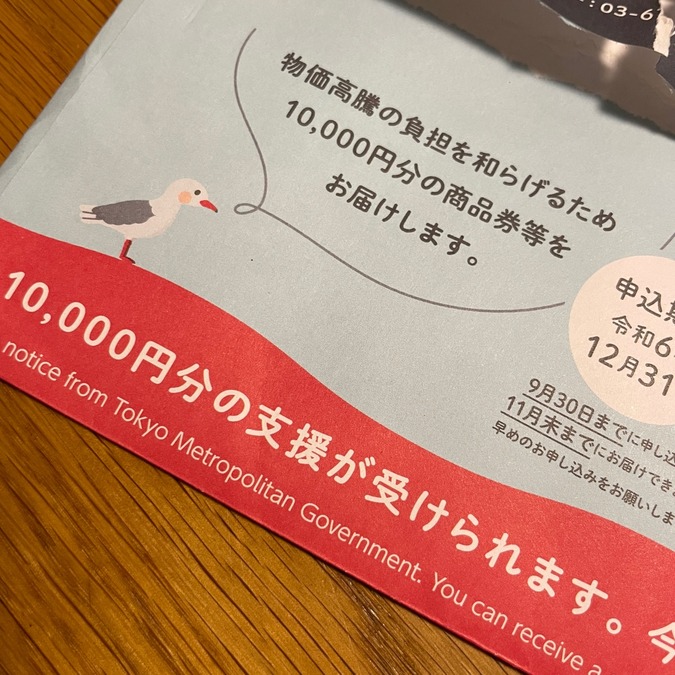 :03-6
物価高騰の負担を和らげるため
10,000円分の商品券等を
お届けします。
申込期
令和6
12月31
9月30日までに申し込
11月末までにお届けでき
早めのお申し込みをお願いしま
10,000円分の支援が受けられます。今
notice from Tokyo Metropolitan Government. You can receive a